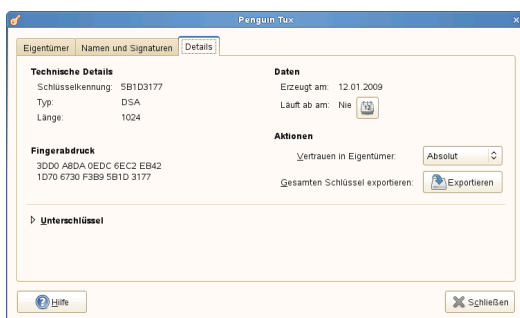 Penguin Tux
Eigentümer Namen und Signaturen Details
Technische Details
Schlüsselkennung: 5B1D3177
Typ: DSA
Länge: 1024
Fingerabdruck
3DD0 A8DA 0EDC 6EC2 EB42
1D70 6730 F3B9 5B1D 3177
Daten
Erzeugt am: 12.01.2009
Läuft ab am: Nie
Aktionen
Vertrauen in Eigentümer: Absolut
Gesamten Schlüssel exportieren: Exportieren
Unterschlüssel
Hilfe
Schließen